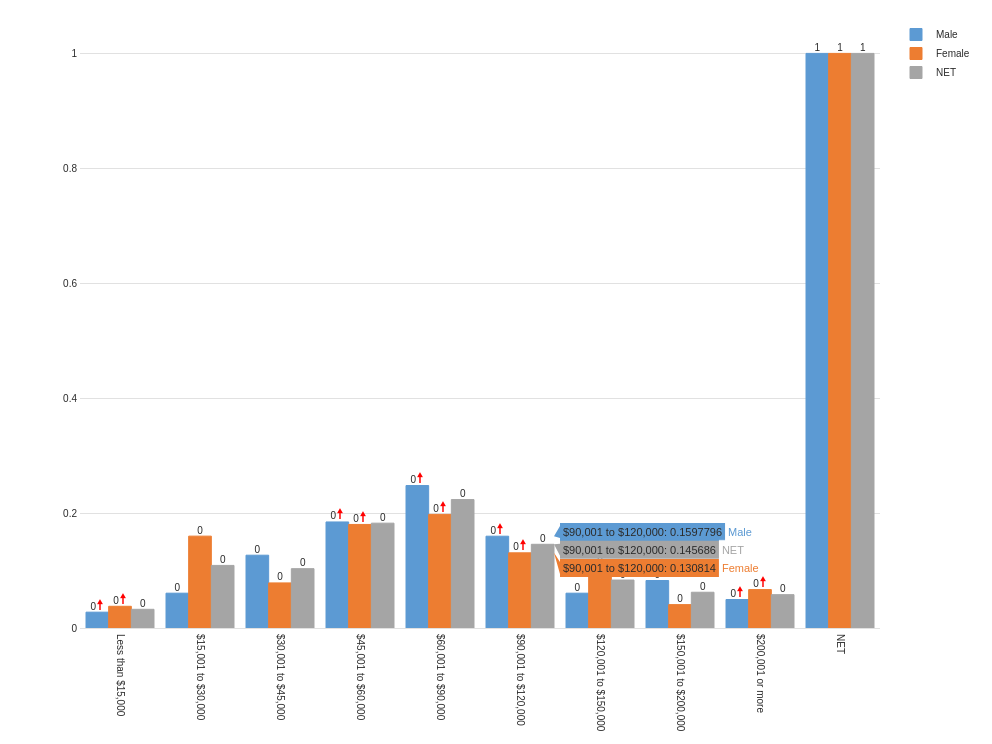 Male
Female
NET
1
0.8
0.6
0.4
0.2
0
0 0 0
0 0 0
0 0 0
0 0 0
0 0 0
0 0 0
0
0 0
0 0 0
1 1 1
$90,001 to $120,000: 0.1597796 Male
$90,001 to $120,000: 0.145686 NET
$90,001 to $120,000: 0.130814 Female
Less than $15,000
$15,001 to $30,000
$30,001 to $45,000
$45,001 to $60,000
$60,001 to $90,000
$90,001 to $120,000
$120,001 to $150,000
$150,001 to $200,000
$200,001 or more
NET